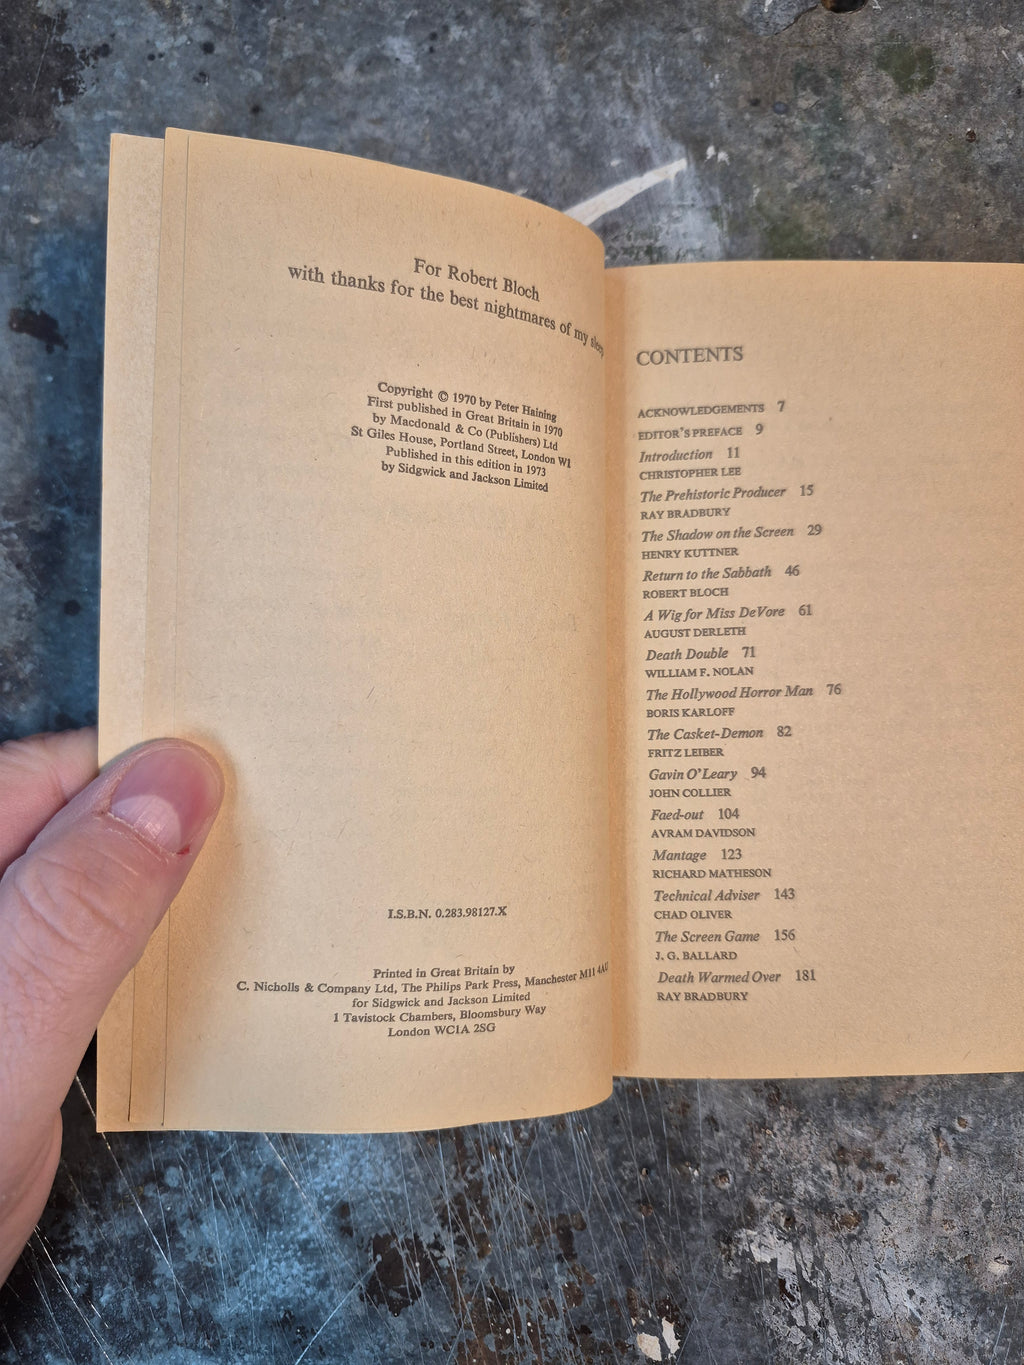 For Robert Bloch
with thanks for the best nightmares of my sleep
Copyright © 1970 by Peter Haining
First published in Great Britain in 1970
by Macdonald & Co (Publishers) Ltd
St Giles House, Portland Street, London W1
Published in this edition in 1973
by Sidgwick and Jackson Limited
I.S.B.N. 0.283.98127.X
Printed in Great Britain by
C. Nicholls & Company Ltd, The Philips Park Press, Manchester M11 4AU
for Sidgwick and Jackson Limited
1 Tavistock Chambers, Bloomsbury Way
London WC1A 2SG
CONTENTS
ACKNOWLEDGEMENTS 7
EDITOR'S PREFACE 9
Introduction 11
CHRISTOPHER LEE
The Prehistoric Producer 15
RAY BRADBURY
The Shadow on the Screen 29
HENRY KUTTNER
Return to the Sabbath 46
ROBERT BLOCH
A Wig for Miss DeVore 61
AUGUST DERLETH
Death Double 71
WILLIAM F. NOLAN
The Hollywood Horror Man 76
BORIS KARLOFF
The Casket-Demon 82
FRITZ LEIBER
Gavin O'Leary 94
JOHN COLLIER
Faed-out 104
AVRAM DAVIDSON
Mantage 123
RICHARD MATHESON
Technical Adviser 143
CHAD OLIVER
The Screen Game 156
J. G. BALLARD
Death Warmed Over 181
RAY BRADBURY